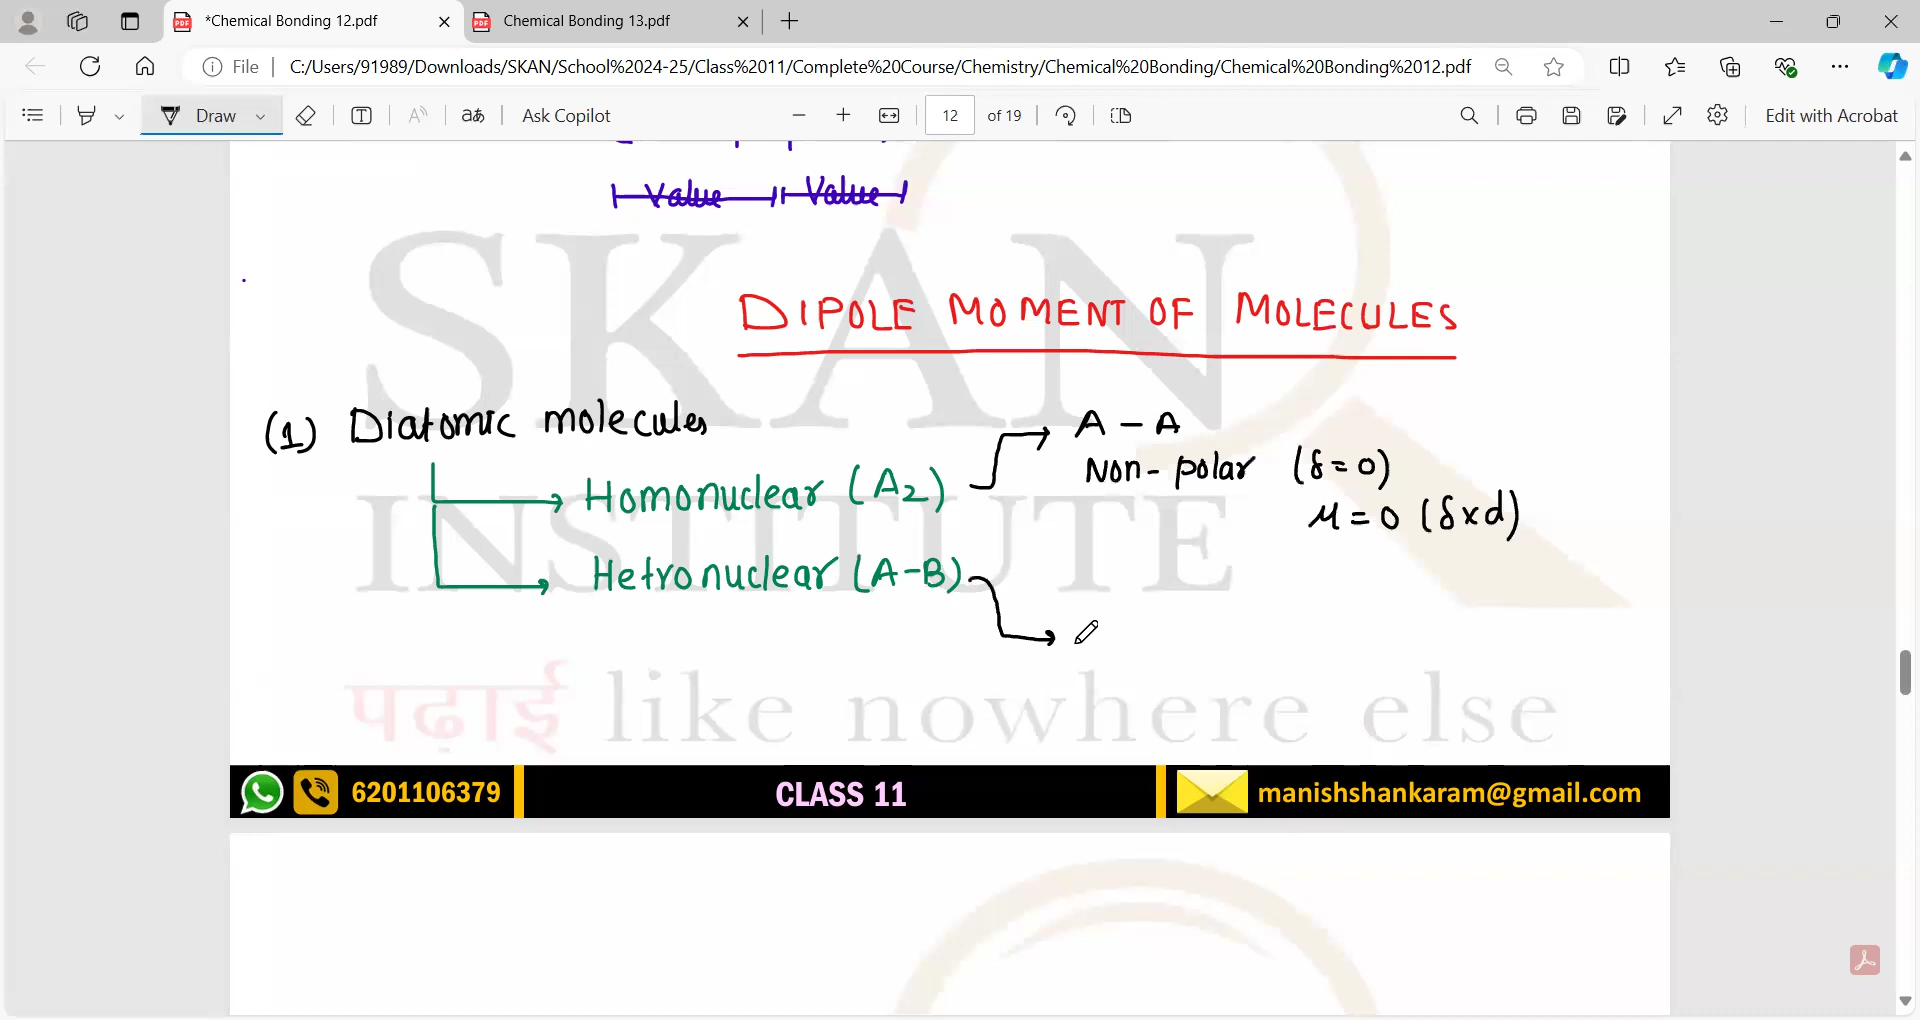 *Chemical Bonding 12.pdf
Chemical Bonding 13.pdf
File
C:/Users/91989/Downloads/SKAN/School%2024-25/Class%2011/Complete%20Course/Chemistry/Chemical%20Bonding/Chemical%20Bonding%2012.pdf
Draw
aあ
Ask Copilot
12 of 19
Edit with Acrobat
Value Value
SKAN
INSTITUTE
DIPOLE MOMENT OF MOLECULES
(1) Diatomic molecules
A - A
Non-polar (δ=0)
Homonuclear (A2)
μ=0 (δxd)
Hetronuclear (A-B)
पढ़ाई like nowhere else
6201106379
CLASS 11
manishshankaram@gmail.com